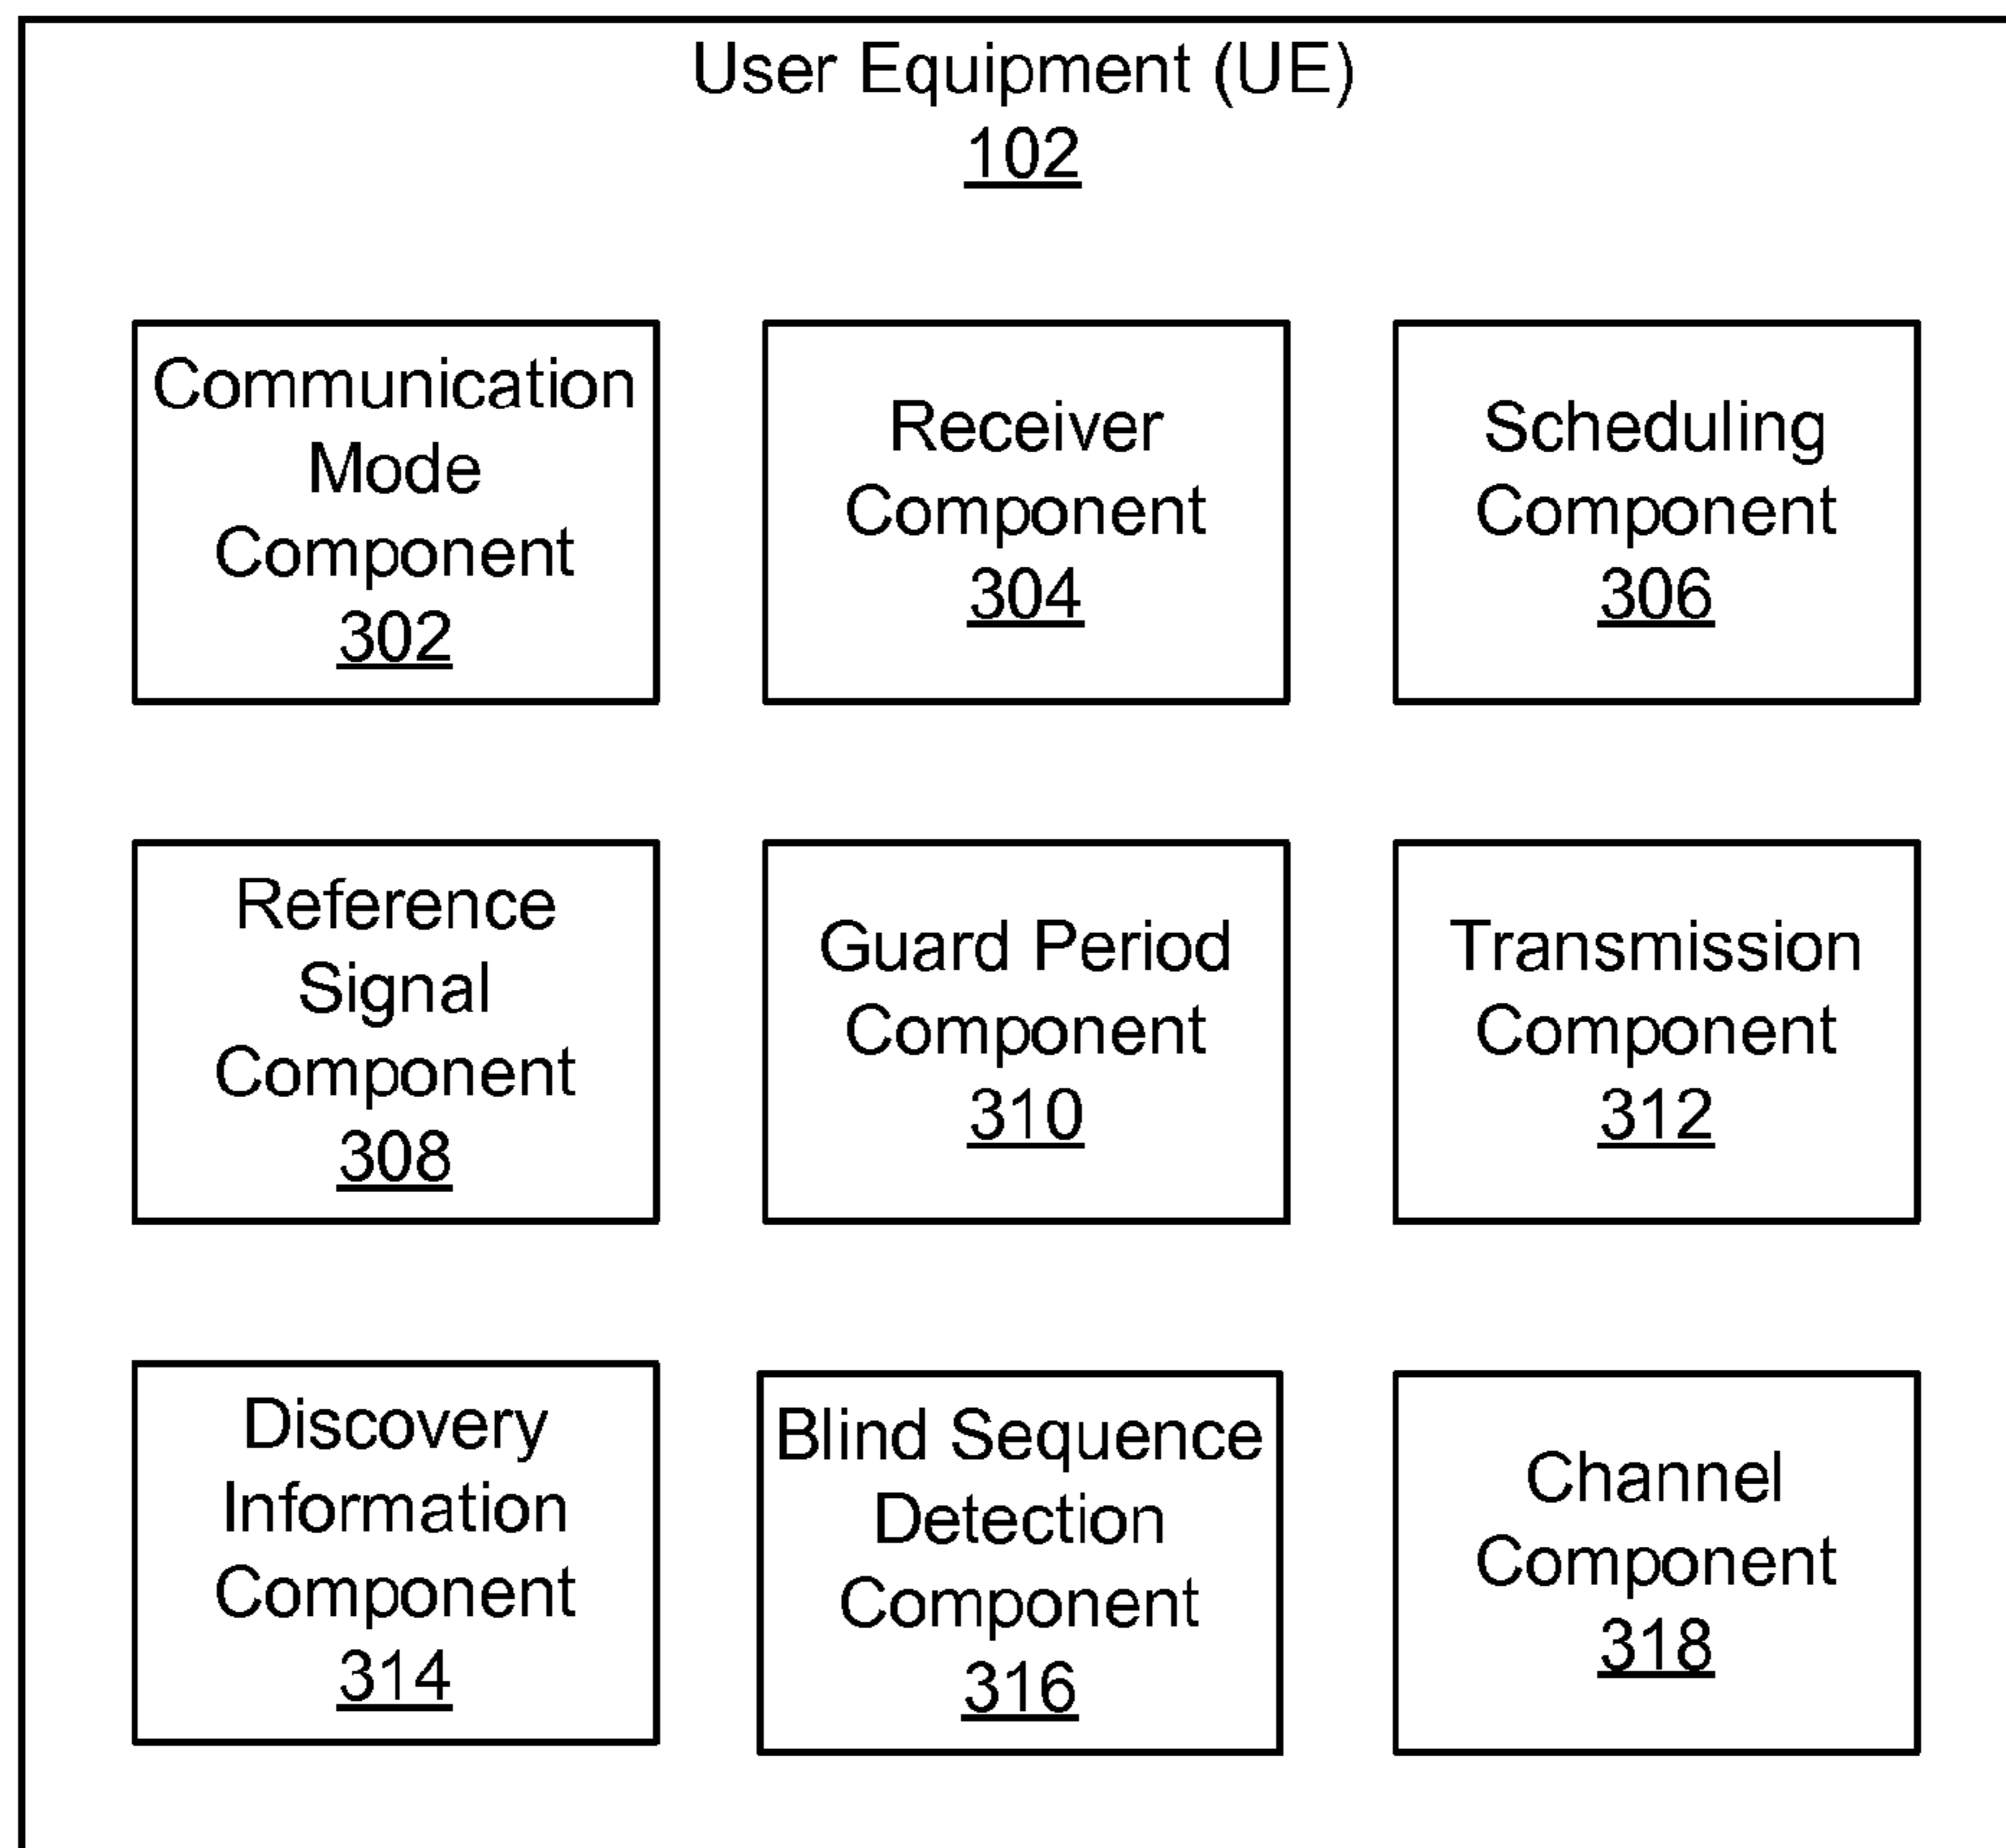 User Equipment (UE)
102
Communication
Mode
Component
302
Receiver
Component
304
Scheduling
Component
306
Reference
Signal
Component
308
Guard Period
Component
310
Transmission
Component
312
Discovery
Information
Component
314
Blind Sequence
Detection
Component
316
Channel
Component
318